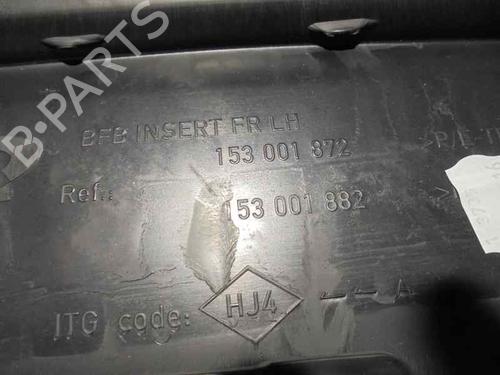 B-PARTS
BFB INSERT FR LH
153 001 872
Ref.:
153 001 882
ITG code: HJ4 -- A